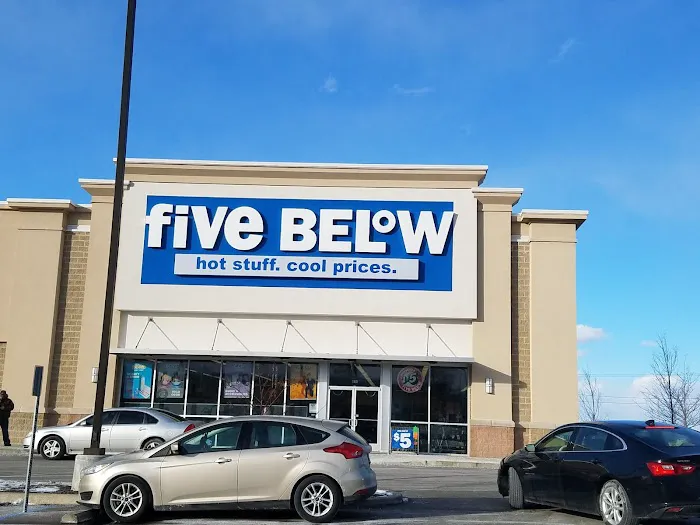 five BELoW
hot stuff. cool prices.
$5